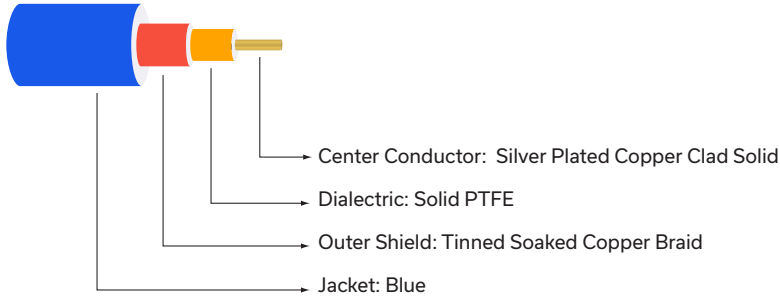 Center Conductor: Silver Plated Copper Clad Solid
Dialectric: Solid PTFE
Outer Shield: Tinned Soaked Copper Braid
Jacket: Blue